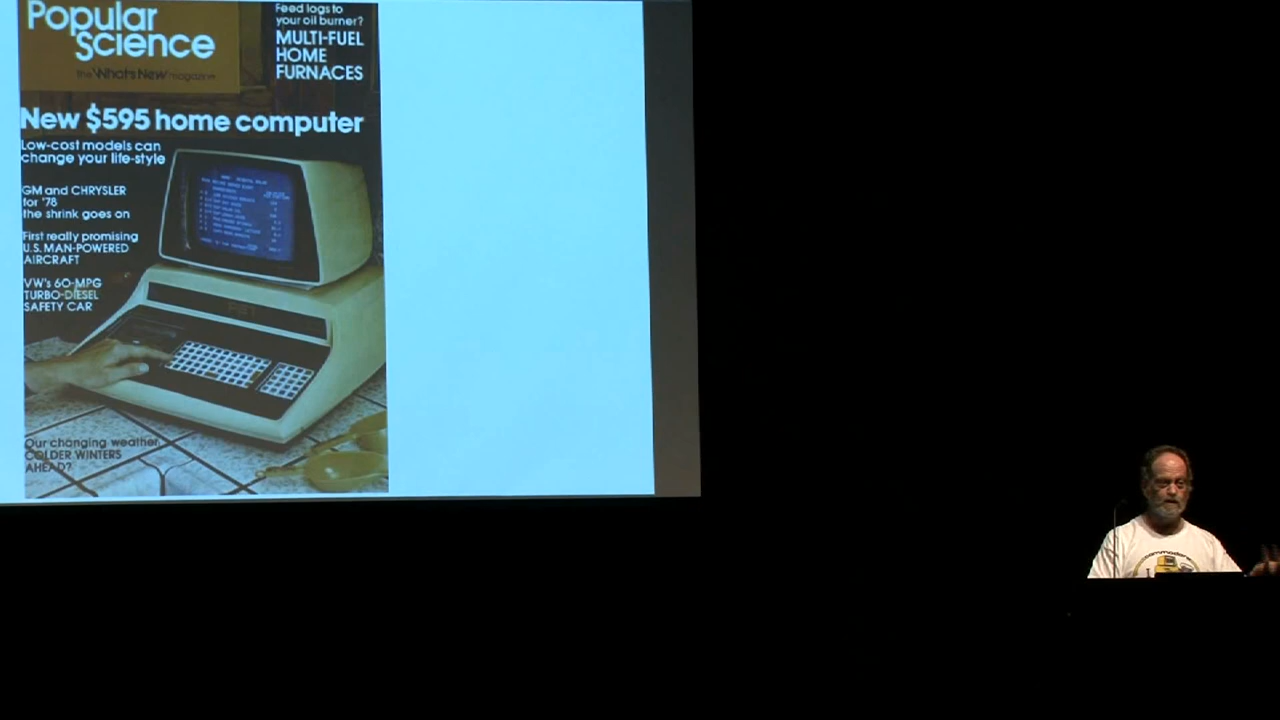 Popular
Science
The What's New magazine
Feed logs to
your oil burner?
MULTI-FUEL
HOME
FURNACES
New $595 home computer
Low-cost models can
change your life-style
GM and CHRYSLER
for '78
the shrink goes on
First really promising
U.S. MAN-POWERED
AIRCRAFT
VW's 60-MPG
TURBO-DIESEL
SAFETY CAR
PET
Our changing weather
COLDER WINTERS
AHEAD?
commodore